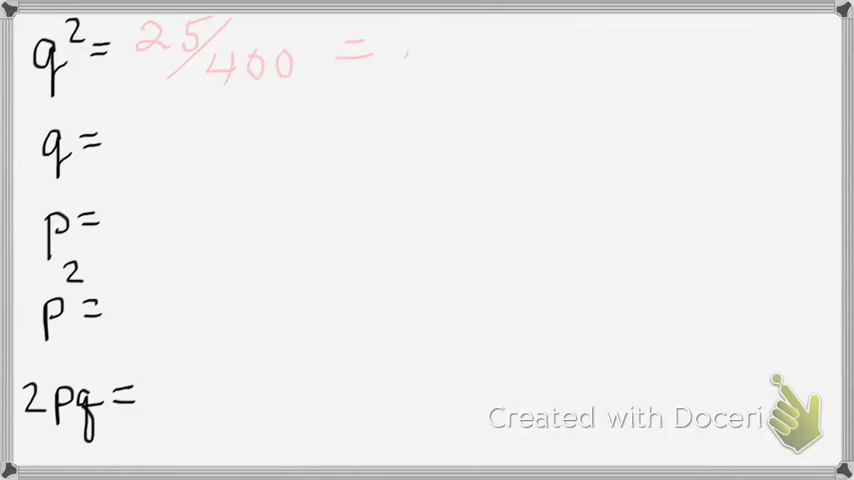 q²= 25/400 = .
q=
p=
p²=
2pq=
Created with Doceri